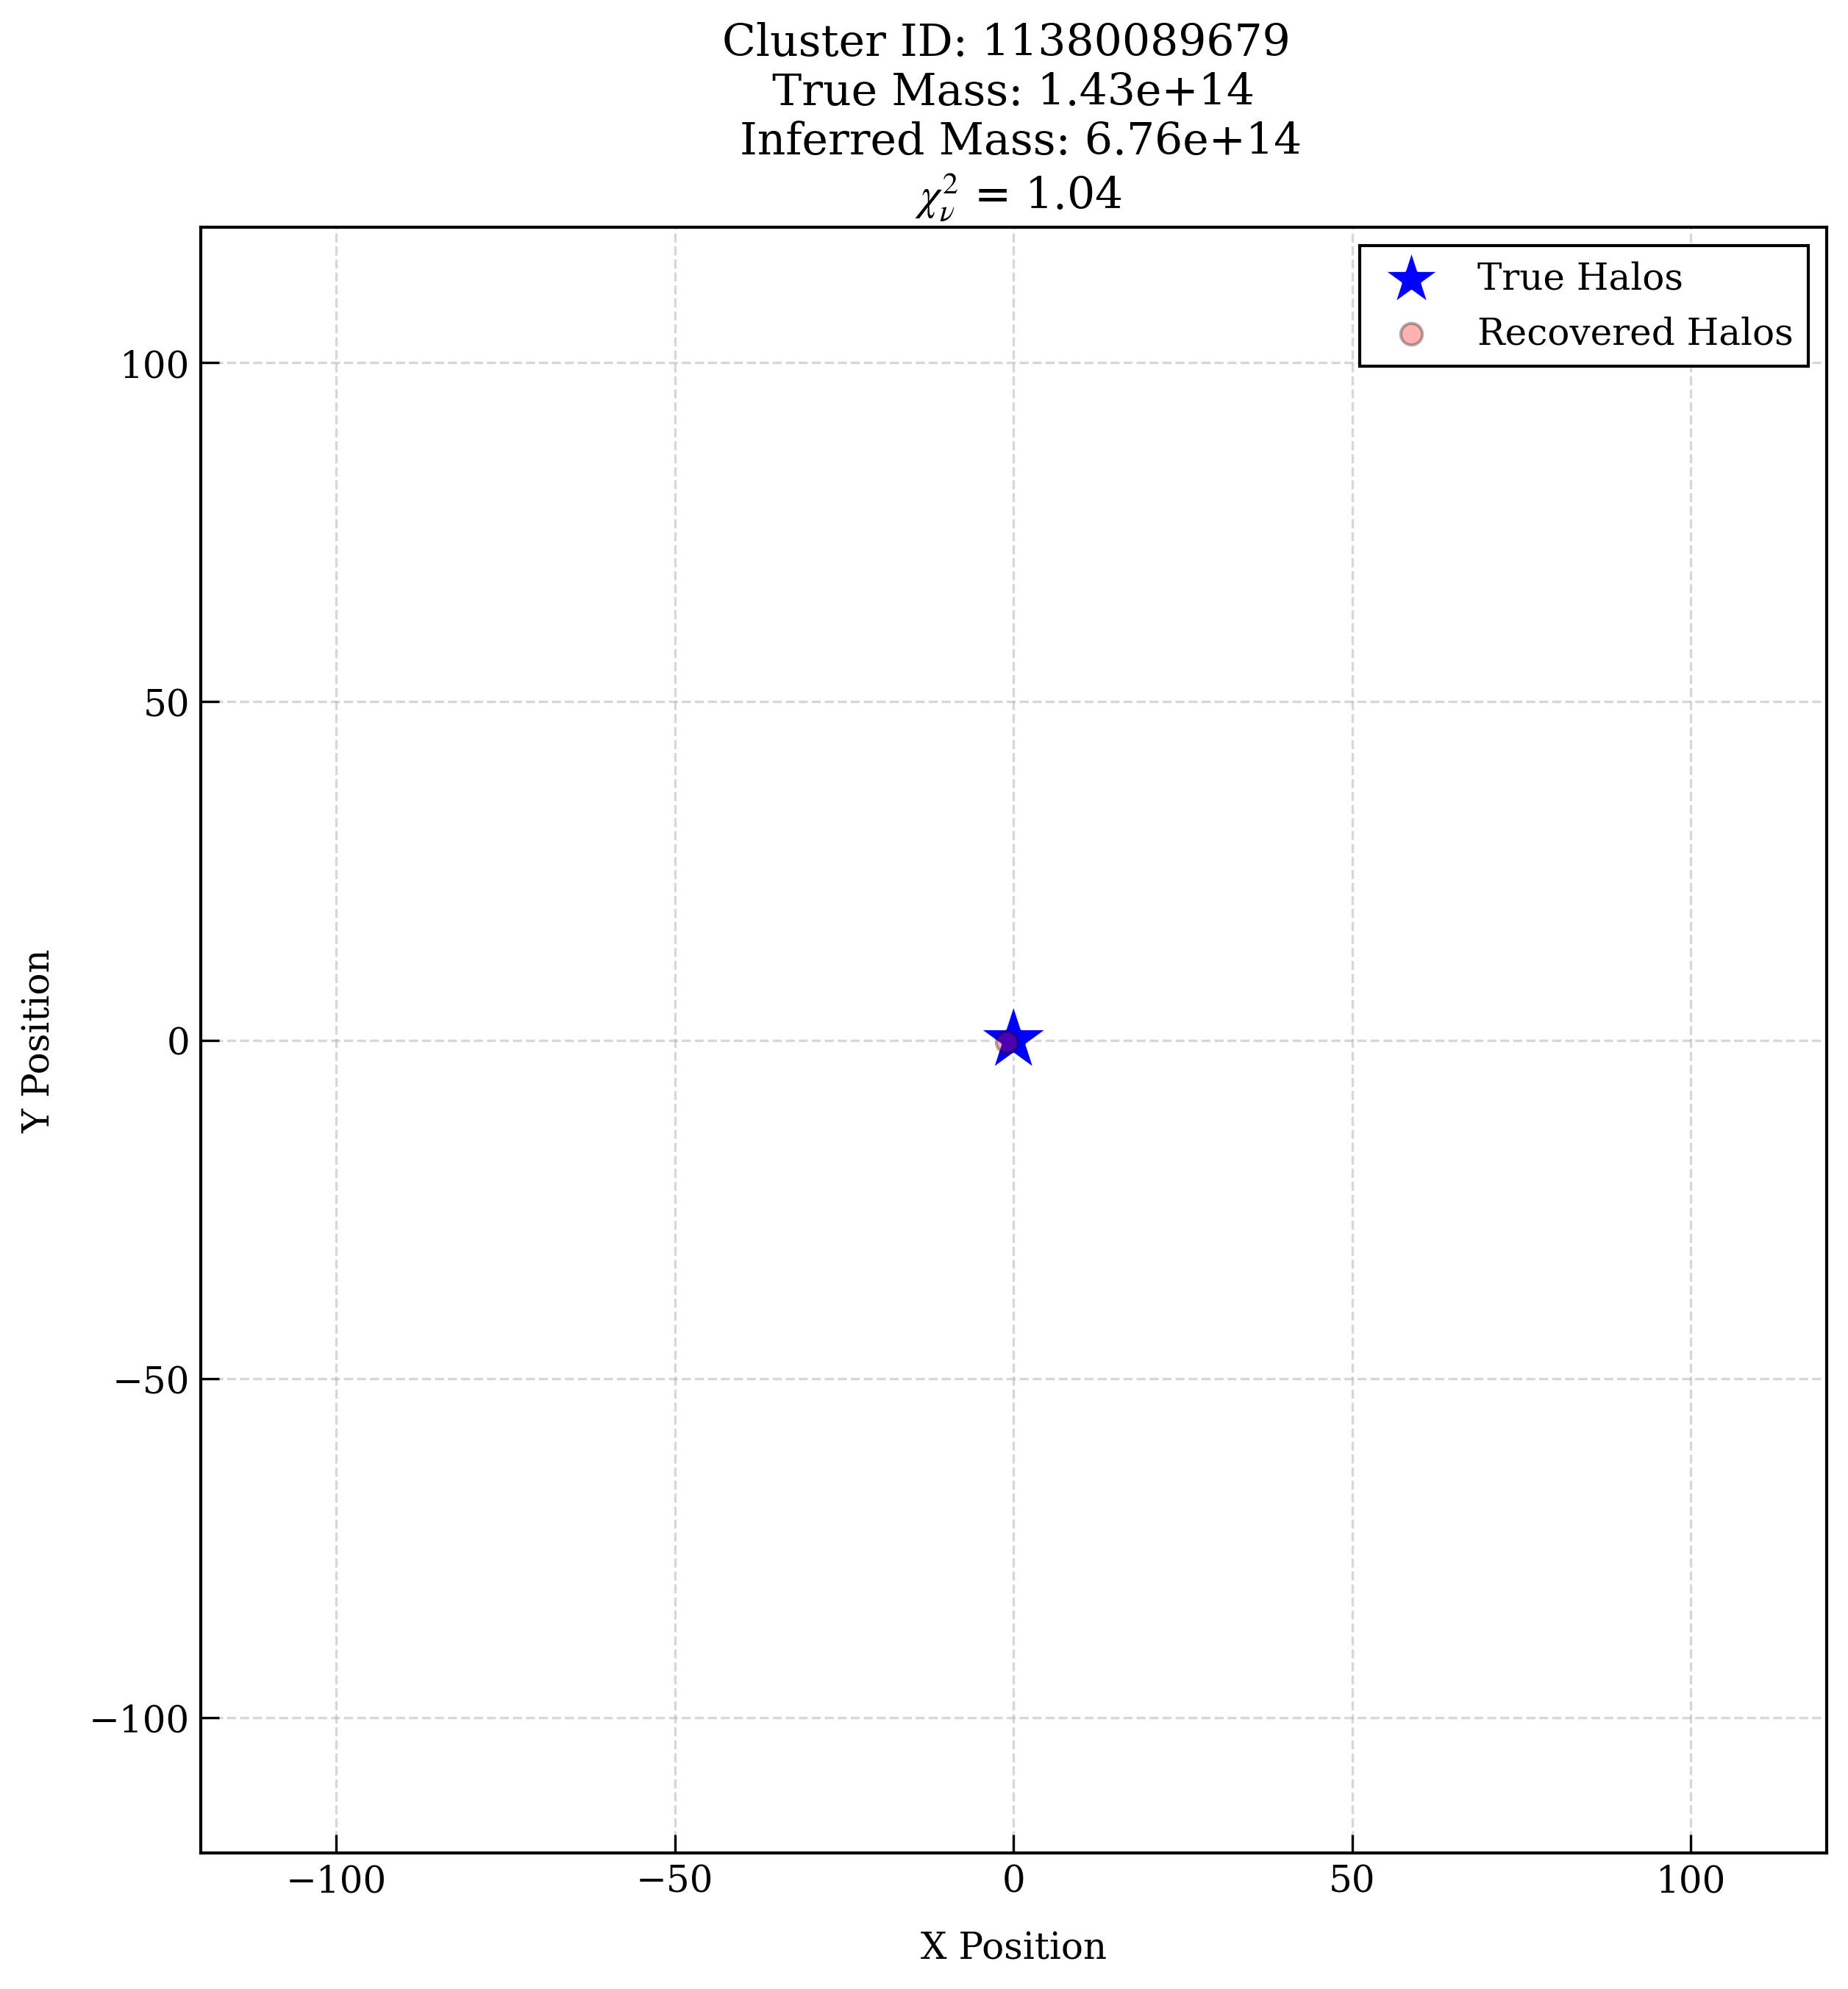 Cluster ID: 11380089679
True Mass: 1.43e+14
Inferred Mass: 6.76e+14
χ²ᵥ = 1.04
True Halos
Recovered Halos
100
50
0
−50
−100
Y Position
−100
−50
0
50
100
X Position